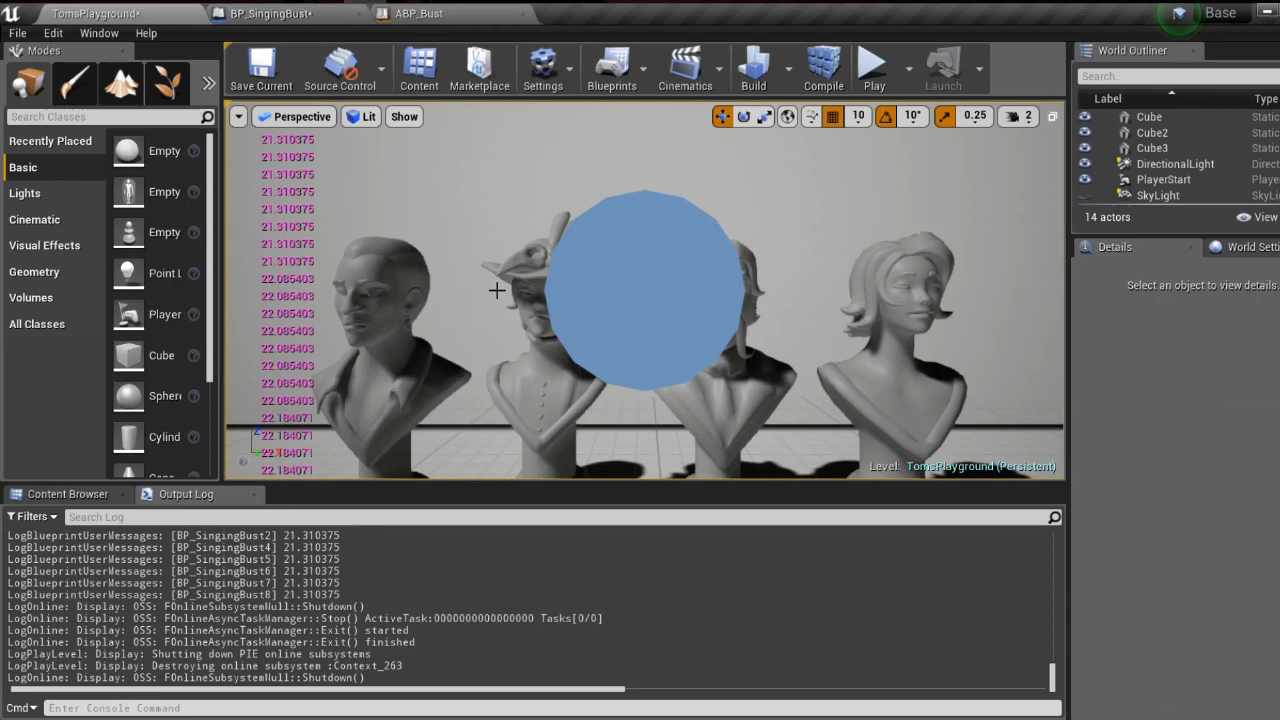 TomsPlayground*
BP_SingingBust*
ABP_Bust
Base
File Edit Window Help
Modes
Search Classes
Recently Placed
Basic
Lights
Cinematic
Visual Effects
Geometry
Volumes
All Classes
Empty
Empty
Empty
Point L
Player
Cube
Sphere
Cylind
Save Current
Source Control
Content
Marketplace
Settings
Blueprints
Cinematics
Build
Compile
Play
Launch
Perspective
Lit
Show
10
10°
0.25
2
21.310375
21.310375
21.310375
21.310375
21.310375
21.310375
21.310375
21.310375
22.085403
22.085403
22.085403
22.085403
22.085403
22.085403
22.085403
22.085403
22.184071
22.184071
22.184071
22.184071
Level: TomsPlayground (Persistent)
World Outliner
Search...
Label Type
Cube Static
Cube2 Static
Cube3 Static
DirectionalLight Directi
PlayerStart Players
SkyLight SkyLi
14 actors
View
Details
World Setti
Select an object to view details.
Content Browser
Output Log
Filters
Search Log
LogBlueprintUserMessages: [BP_SingingBust2] 21.310375
LogBlueprintUserMessages: [BP_SingingBust4] 21.310375
LogBlueprintUserMessages: [BP_SingingBust5] 21.310375
LogBlueprintUserMessages: [BP_SingingBust6] 21.310375
LogBlueprintUserMessages: [BP_SingingBust7] 21.310375
LogBlueprintUserMessages: [BP_SingingBust8] 21.310375
LogOnline: Display: OSS: FOnlineSubsystemNull::Shutdown()
LogOnline: Display: OSS: FOnlineAsyncTaskManager::Stop() ActiveTask:0000000000000000 Tasks[0/0]
LogOnline: Display: OSS: FOnlineAsyncTaskManager::Exit() started
LogOnline: Display: OSS: FOnlineAsyncTaskManager::Exit() finished
LogPlayLevel: Display: Shutting down PIE online subsystems
LogPlayLevel: Display: Destroying online subsystem :Context_263
LogOnline: Display: OSS: FOnlineSubsystemNull::Shutdown()
Cmd
Enter Console Command